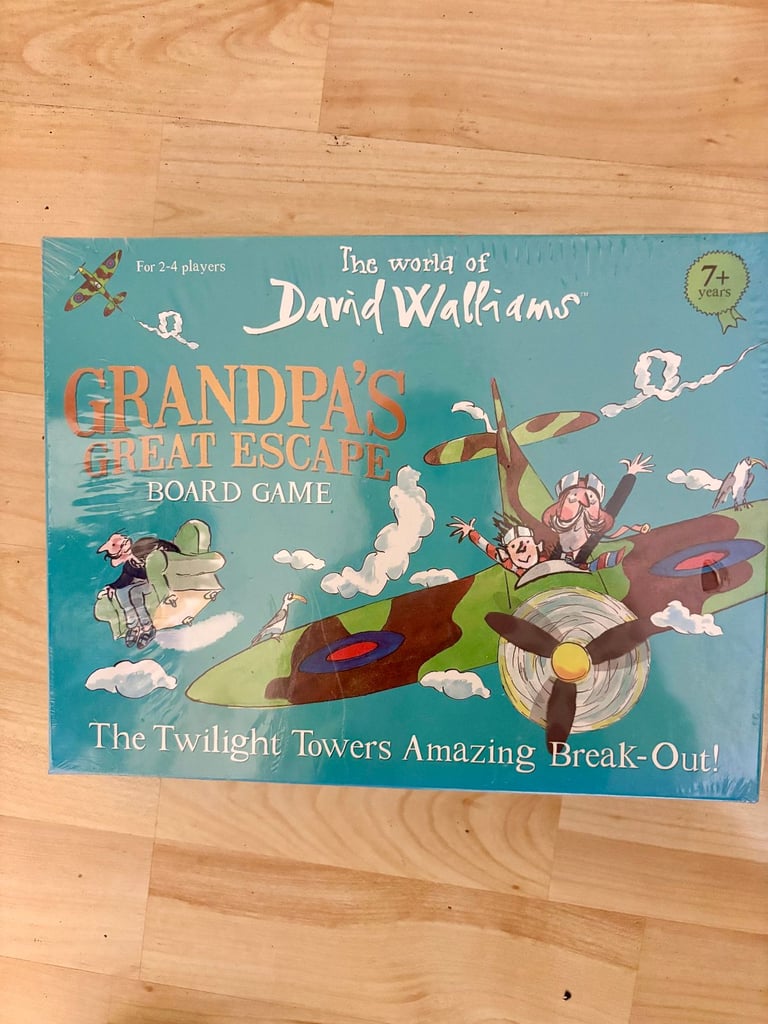 For 2-4 players
The world of
David Walliams™
7+
years
GRANDPA'S
GREAT ESCAPE
BOARD GAME
The Twilight Towers Amazing Break-Out!